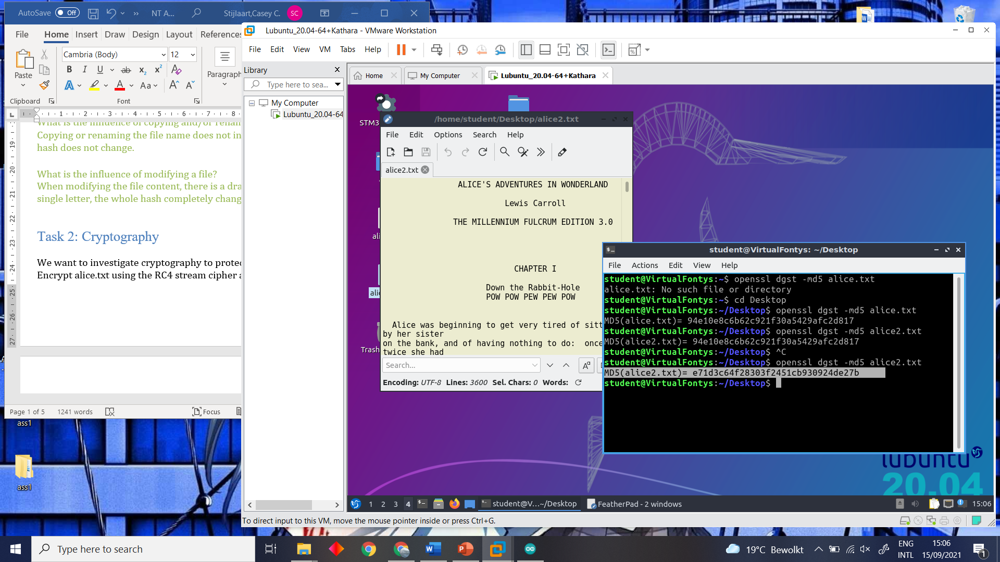 AutoSave Off NT A... Stijlaart,Casey C. SC
File Home Insert Draw Design Layout References
Cambria (Body) 12
Paste
Paragraph
Clipboard Font
What is the influence of copying and/or renam
Copying or renaming the file name does not in
hash does not change.
What is the influence of modifying a file?
When modifying the file content, there is a dra
single letter, the whole hash completely chang
Task 2: Cryptography
We want to investigate cryptography to protec
Encrypt alice.txt using the RC4 stream cipher a
Page 1 of 5 1241 words Focus
ass1
ass1
Lubuntu_20.04-64+Kathara - VMware Workstation
File Edit View VM Tabs Help
Library
Type here to sea...
My Computer
Lubuntu_20.04-64
Home My Computer Lubuntu_20.04-64+Kathara
STM3
ali
alic
Trash
/home/student/Desktop/alice2.txt
File Edit Options Search Help
alice2.txt
ALICE'S ADVENTURES IN WONDERLAND
Lewis Carroll
THE MILLENNIUM FULCRUM EDITION 3.0
CHAPTER I
Down the Rabbit-Hole
POW POW PEW PEW POW
Alice was beginning to get very tired of sitt
by her sister
on the bank, and of having nothing to do:  once
twice she had
Search...
Encoding: UTF-8 Lines: 3600 Sel. Chars: 0 Words:
student@VirtualFontys: ~/Desktop
File Actions Edit View Help
student@VirtualFontys:~$ openssl dgst -md5 alice.txt
alice.txt: No such file or directory
student@VirtualFontys:~$ cd Desktop
student@VirtualFontys:~/Desktop$ openssl dgst -md5 alice.txt
MD5(alice.txt)= 94e10e8c6b62c921f30a5429afc2d817
student@VirtualFontys:~/Desktop$ openssl dgst -md5 alice2.txt
MD5(alice2.txt)= 94e10e8c6b62c921f30a5429afc2d817
student@VirtualFontys:~/Desktop$ ^C
student@VirtualFontys:~/Desktop$ openssl dgst -md5 alice2.txt
MD5(alice2.txt)= e71d3c64f28303f2451cb930924de27b
student@VirtualFontys:~/Desktop$
lubuntu
20.04
1 2 3 4 student@V...~/Desktop FeatherPad - 2 windows 15:06
To direct input to this VM, move the mouse pointer inside or press Ctrl+G.
Type here to search
19°C Bewolkt
ENG
INTL
15:06
15/09/2021
1